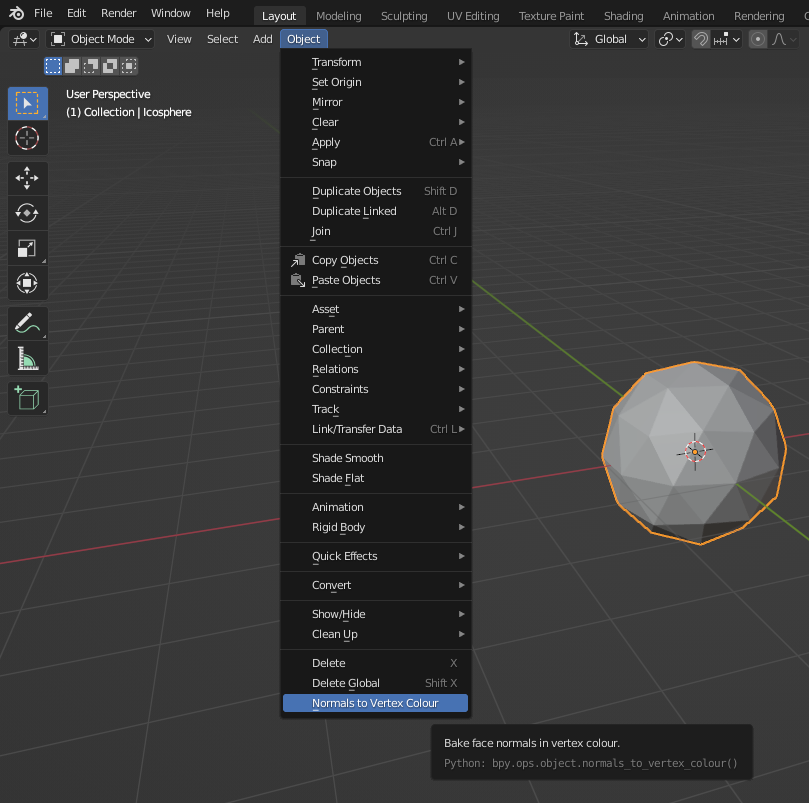 File Edit Render Window Help Layout Modeling Sculpting UV Editing Texture Paint Shading Animation Rendering
Object Mode View Select Add Object Global
User Perspective
(1) Collection | Icosphere
Transform
Set Origin
Mirror
Clear
Apply Ctrl A
Snap
Duplicate Objects Shift D
Duplicate Linked Alt D
Join Ctrl J
Copy Objects Ctrl C
Paste Objects Ctrl V
Asset
Parent
Collection
Relations
Constraints
Track
Link/Transfer Data Ctrl L
Shade Smooth
Shade Flat
Animation
Rigid Body
Quick Effects
Convert
Show/Hide
Clean Up
Delete X
Delete Global Shift X
Normals to Vertex Colour
Bake face normals in vertex colour.
Python: bpy.ops.object.normals_to_vertex_colour()